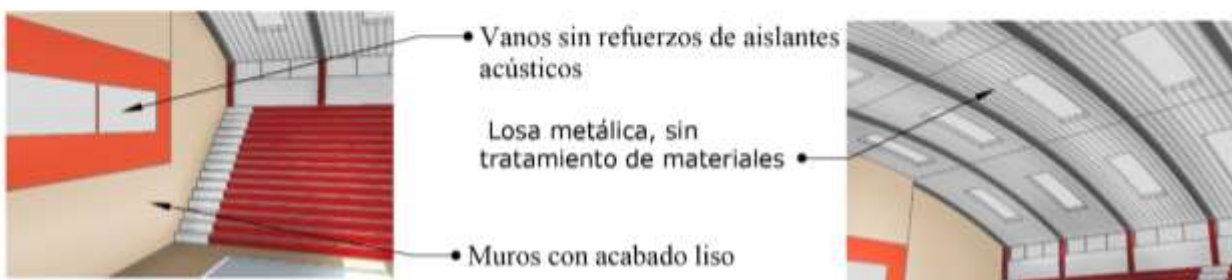 Vanos sin refuerzos de aislantes
acústicos
Losa metálica, sin
tratamiento de materiales
Muros con acabado liso